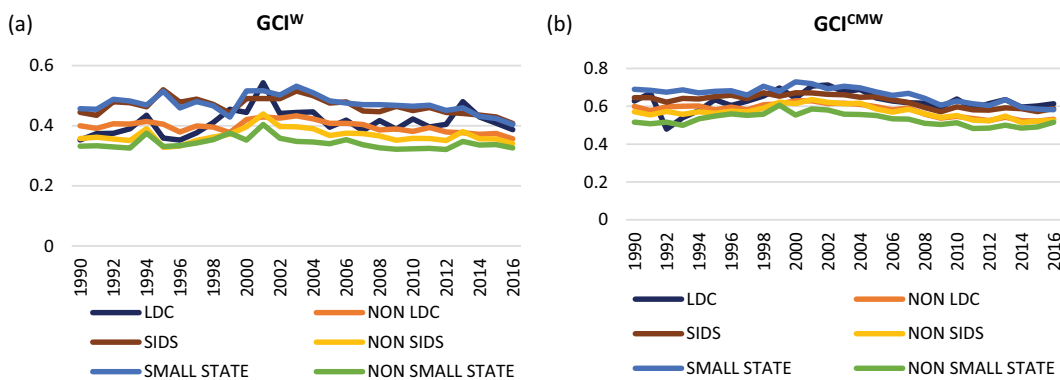 (a)
GCI^W
0.6
0.4
0.2
0
1990 1992 1994 1996 1998 2000 2002 2004 2006 2008 2010 2012 2014 2016
LDC NON LDC
SIDS NON SIDS
SMALL STATE NON SMALL STATE
(b)
GCI^CMW
0.8
0.6
0.4
0.2
0
1990 1992 1994 1996 1998 2000 2002 2004 2006 2008 2010 2012 2014 2016
LDC NON LDC
SIDS NON SIDS
SMALL STATE NON SMALL STATE